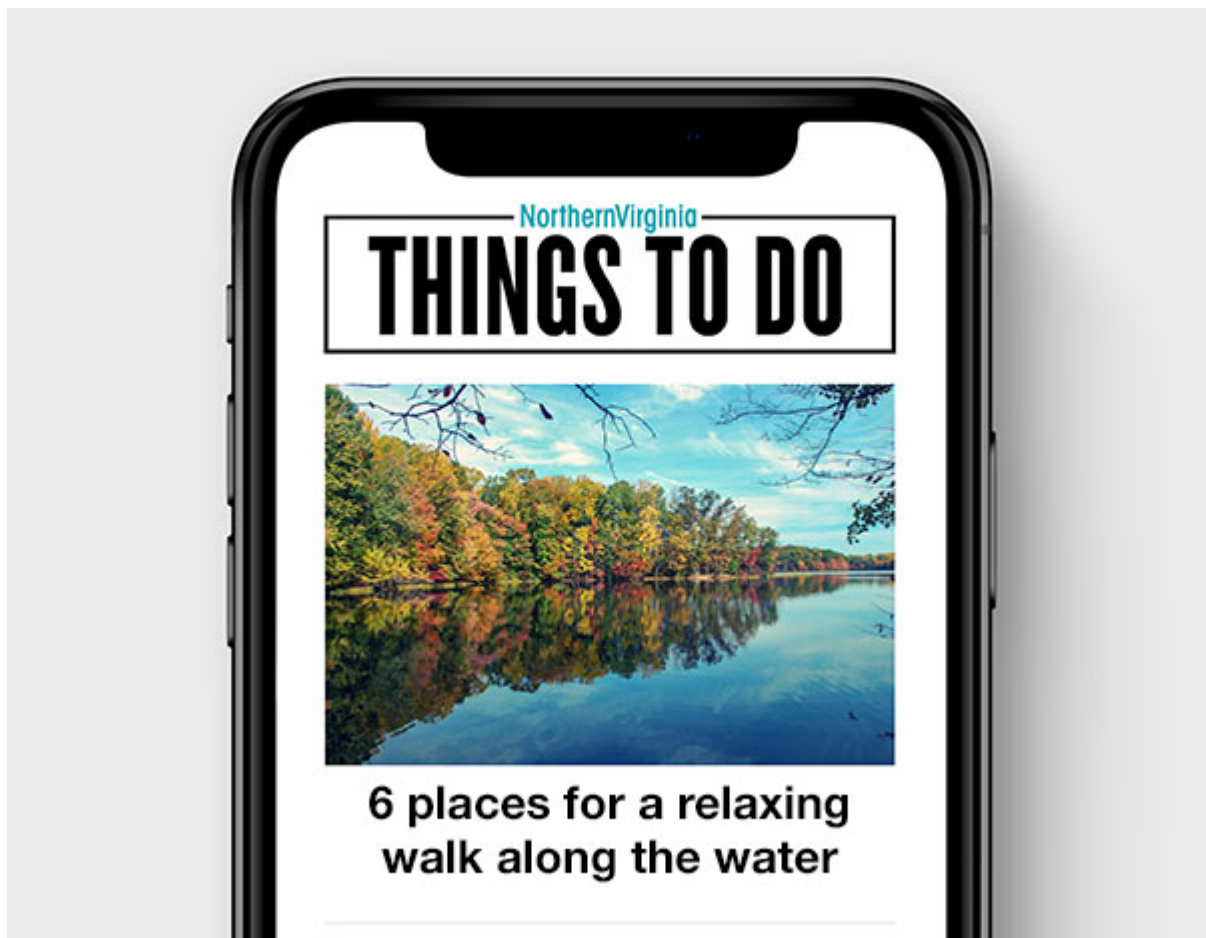 NorthernVirginia
THINGS TO DO
6 places for a relaxing
walk along the water